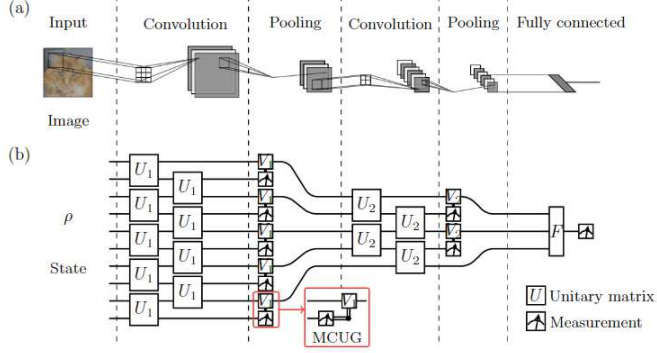 (a)
Input Convolution Pooling Convolution Pooling Fully connected
Image
(b)
U₁
U₁
U₁ U₂
ρ U₁ U₁ U₂ U₂ F
U₁ U₁ U₂
State U₁
U₁
U₁
U Unitary matrix
Measurement
MCUG